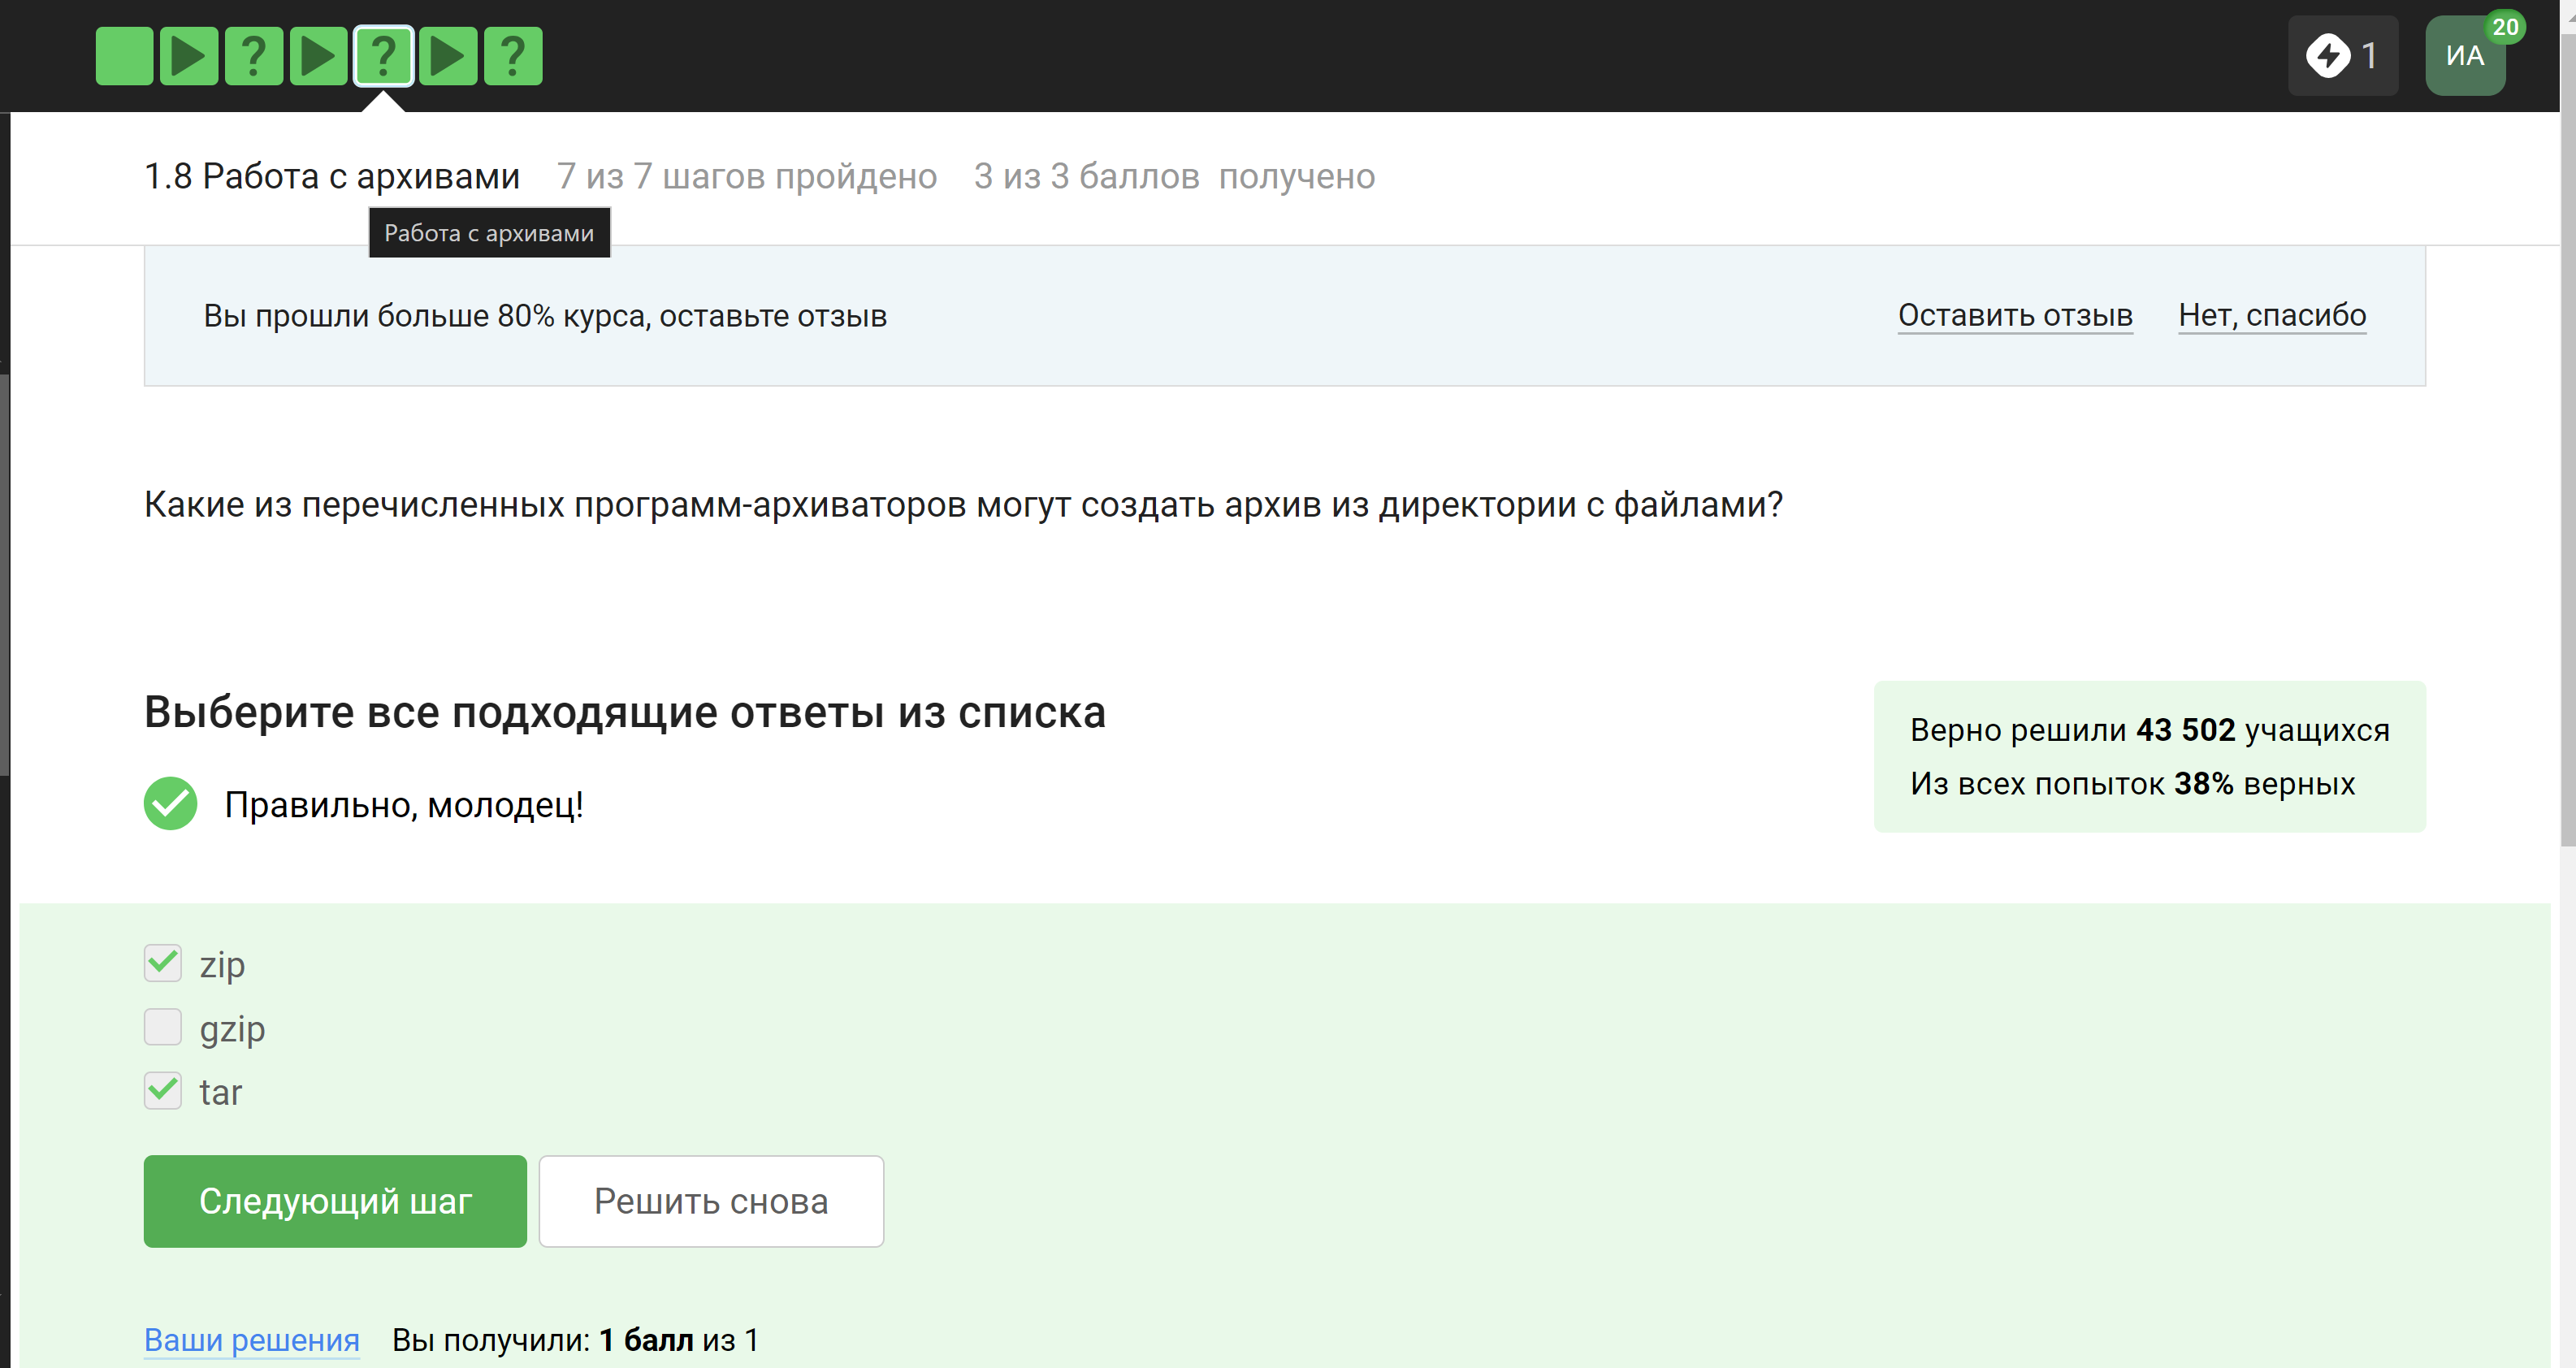 ? ? ?
1
ИА
20
1.8 Работа с архивами 7 из 7 шагов пройдено 3 из 3 баллов получено
Работа с архивами
Вы прошли больше 80% курса, оставьте отзыв Оставить отзыв Нет, спасибо
Какие из перечисленных программ-архиваторов могут создать архив из директории с файлами?
Выберите все подходящие ответы из списка
Верно решили 43 502 учащихся
Из всех попыток 38% верных
Правильно, молодец!
zip
gzip
tar
Следующий шаг Решить снова
Ваши решения Вы получили: 1 балл из 1